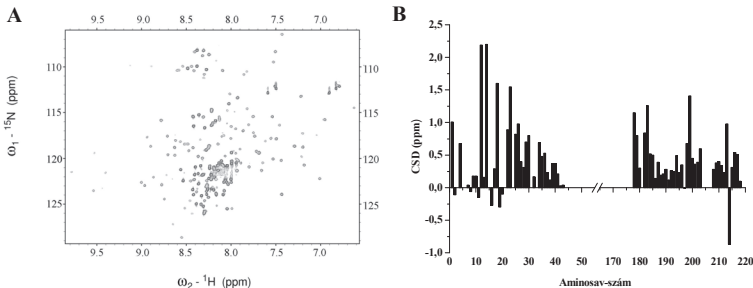 A
9.5 9.0 8.5 8.0 7.5 7.0
110 110
115 115
120 120
125 125
9.5 9.0 8.5 8.0 7.5 7.0
ω1 - 15N (ppm)
ω2 - 1H (ppm)
B
2,5
2,0
1,5
1,0
0,5
0,0
-0,5
-1,0
CSD (ppm)
0 10 20 30 40 50 170 180 190 200 210 220
Aminosav-szám